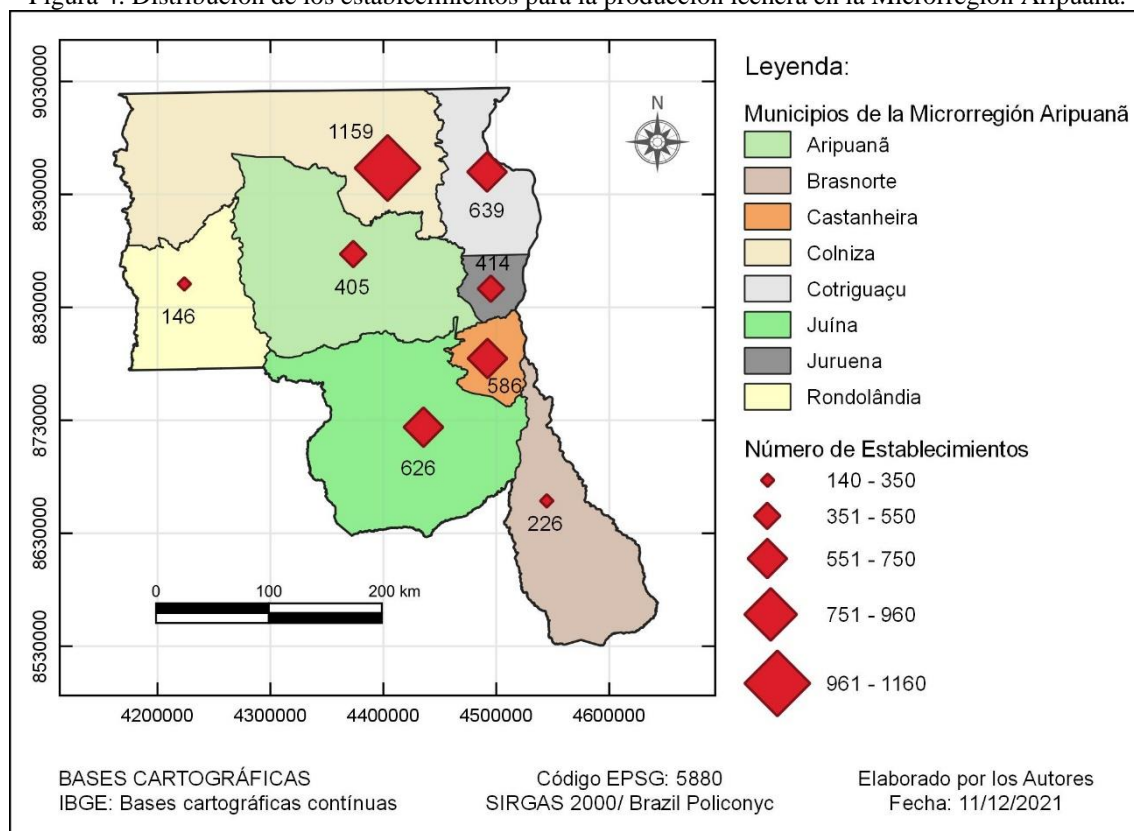 Figura 4. Distribución de los establecimientos para la producción lechera en la Microrregión Aripuanã.
9030000
8930000
8830000
8730000
8630000
8530000
1159
639
414
405
146
586
626
226
N
0 100 200 km
4200000 4300000 4400000 4500000 4600000
Leyenda:
Municipios de la Microrregión Aripuanã
Aripuanã
Brasnorte
Castanheira
Colniza
Cotriguaçu
Juína
Juruena
Rondolândia
Número de Establecimientos
140 - 350
351 - 550
551 - 750
751 - 960
961 - 1160
BASES CARTOGRÁFICAS
IBGE: Bases cartográficas contínuas
Código EPSG: 5880
SIRGAS 2000/ Brazil Policonyc
Elaborado por los Autores
Fecha: 11/12/2021